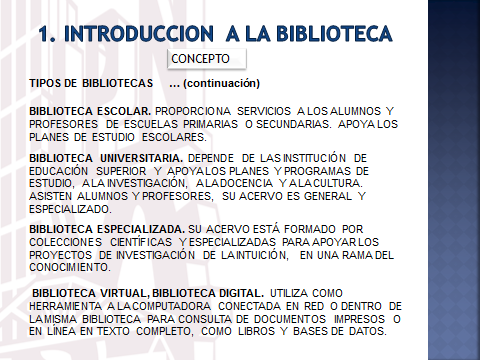 1. INTRODUCCION A LA BIBLIOTECA
CONCEPTO
TIPOS DE BIBLIOTECAS ... (continuación)
BIBLIOTECA ESCOLAR. PROPORCIONA SERVICIOS A LOS ALUMNOS Y
PROFESORES DE ESCUELAS PRIMARIAS O SECUNDARIAS. APOYA LOS
PLANES DE ESTUDIO ESCOLARES.
BIBLIOTECA UNIVERSITARIA. DEPENDE DE LAS INSTITUCIÓN DE
EDUCACIÓN SUPERIOR Y APOYA LOS PLANES Y PROGRAMAS DE
ESTUDIO, A LA INVESTIGACIÓN, A LA DOCENCIA Y A LA CULTURA.
ASISTEN ALUMNOS Y PROFESORES, SU ACERVO ES GENERAL Y
ESPECIALIZADO.
BIBLIOTECA ESPECIALIZADA. SU ACERVO ESTÁ FORMADO POR
COLECCIONES CIENTÍFICAS Y ESPECIALIZADAS PARA APOYAR LOS
PROYECTOS DE INVESTIGACIÓN DE LA INTUICIÓN, EN UNA RAMA DEL
CONOCIMIENTO.
BIBLIOTECA VIRTUAL, BIBLIOTECA DIGITAL. UTILIZA COMO
HERRAMIENTA A LA COMPUTADORA CONECTADA EN RED O DENTRO DE
LA MISMA BIBLIOTECA PARA CONSULTA DE DOCUMENTOS IMPRESOS O
EN LÍNEA EN TEXTO COMPLETO, COMO LIBROS Y BASES DE DATOS.